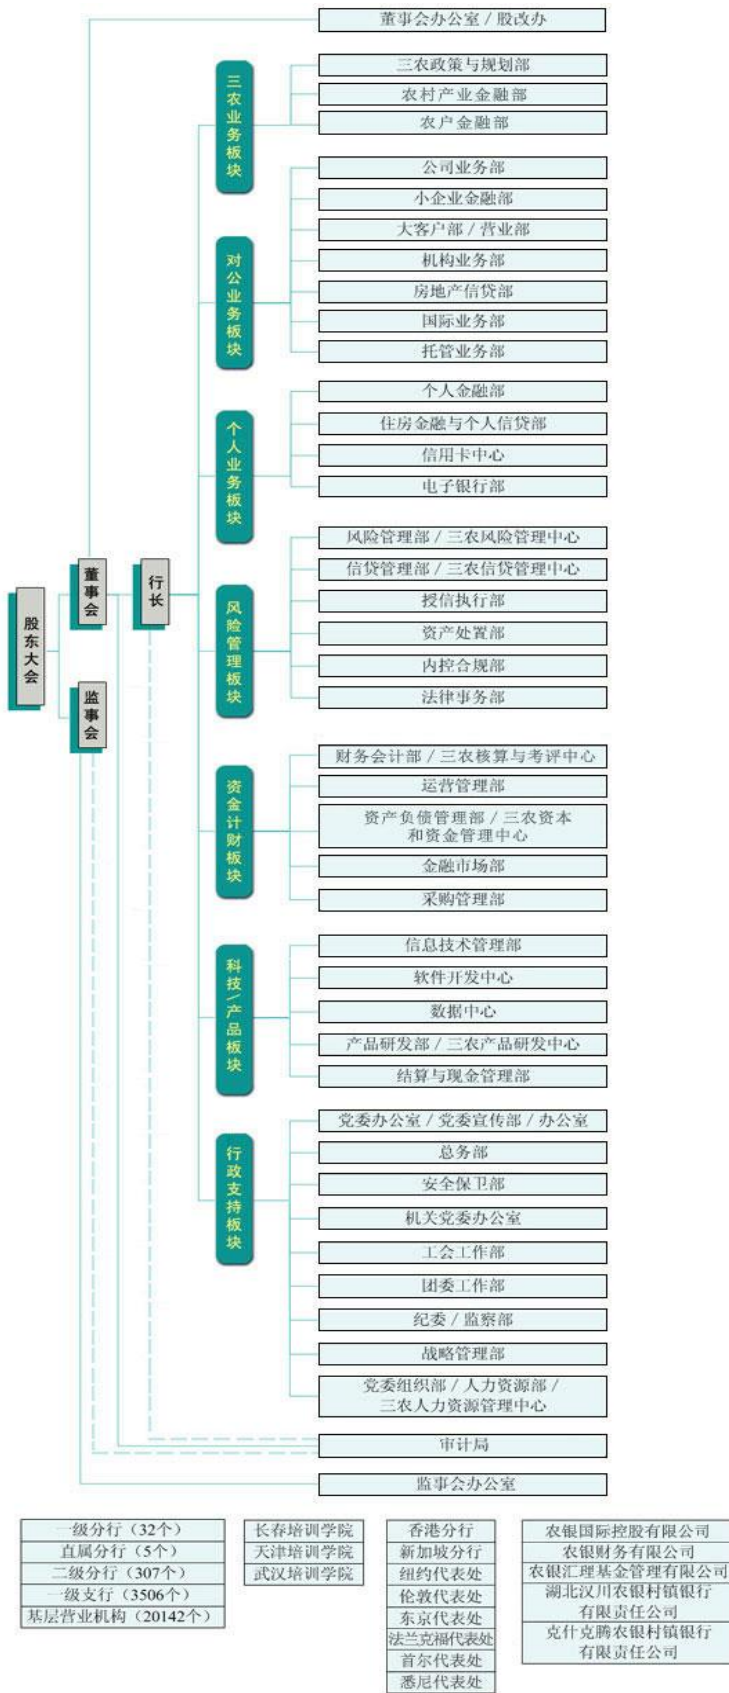 董事会办公室 / 股改办
三农业务板块
三农政策与规划部
农村产业金融部
农户金融部
对公业务板块
公司业务部
小企业金融部
大客户部 / 营业部
机构业务部
房地产信贷部
国际业务部
托管业务部
个人业务板块
个人金融部
住房金融与个人信贷部
信用卡中心
电子银行部
股东大会
董事会
监事会
行长
风险管理板块
风险管理部 / 三农风险管理中心
信贷管理部 / 三农信贷管理中心
授信执行部
资产处置部
内控合规部
法律事务部
资金计财板块
财务会计部 / 三农核算与考评中心
运营管理部
资产负债管理部 / 三农资本
和资金管理中心
金融市场部
采购管理部
科技/产品板块
信息技术管理部
软件开发中心
数据中心
产品研发部 / 三农产品研发中心
结算与现金管理部
行政支持板块
党委办公室 / 党委宣传部 / 办公室
总务部
安全保卫部
机关党委办公室
工会工作部
团委工作部
纪委 / 监察部
战略管理部
党委组织部 / 人力资源部 /
三农人力资源管理中心
审计局
监事会办公室
一级分行（32个）
直属分行（5个）
二级分行（307个）
一级支行（3506个）
基层营业机构（20142个）
长春培训学院
天津培训学院
武汉培训学院
香港分行
新加坡分行
纽约代表处
伦敦代表处
东京代表处
法兰克福代表处
首尔代表处
悉尼代表处
农银国际控股有限公司
农银财务有限公司
农银汇理基金管理有限公司
湖北汉川农银村镇银行
有限责任公司
克什克腾农银村镇银行
有限责任公司